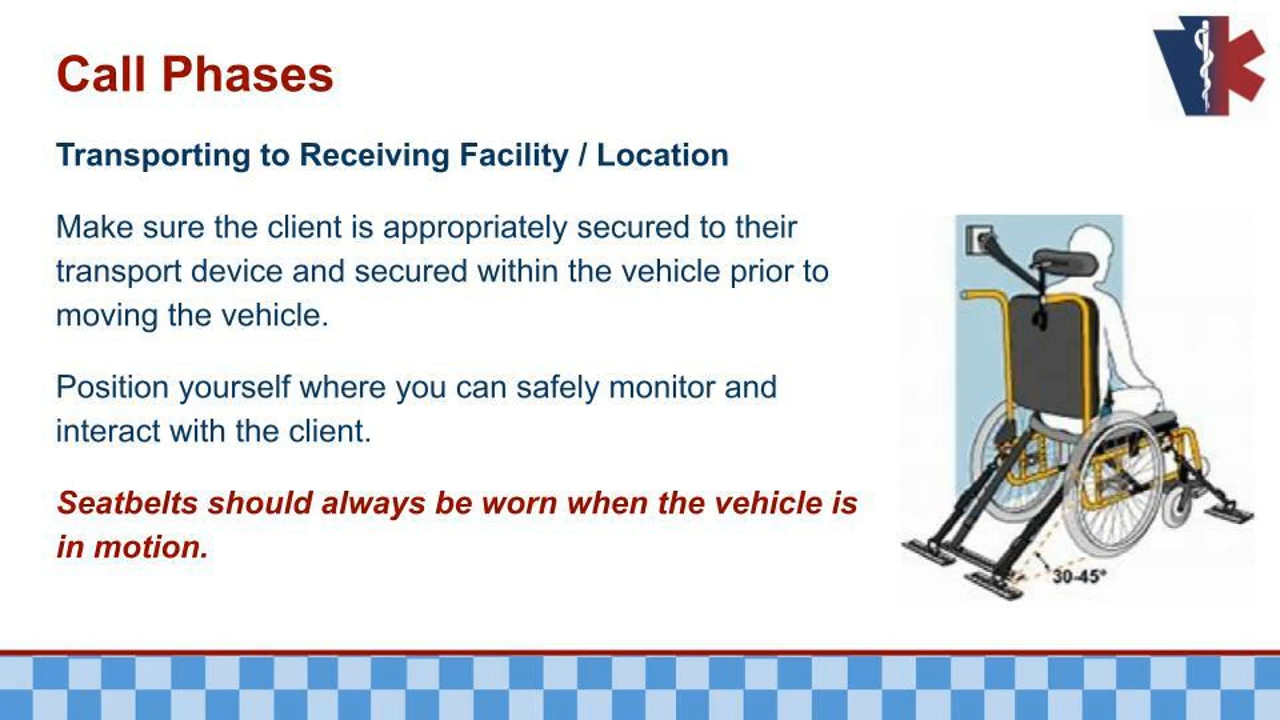 Call Phases
Transporting to Receiving Facility / Location
Make sure the client is appropriately secured to their
transport device and secured within the vehicle prior to
moving the vehicle.
Position yourself where you can safely monitor and
interact with the client.
Seatbelts should always be worn when the vehicle is
in motion.
30-45°